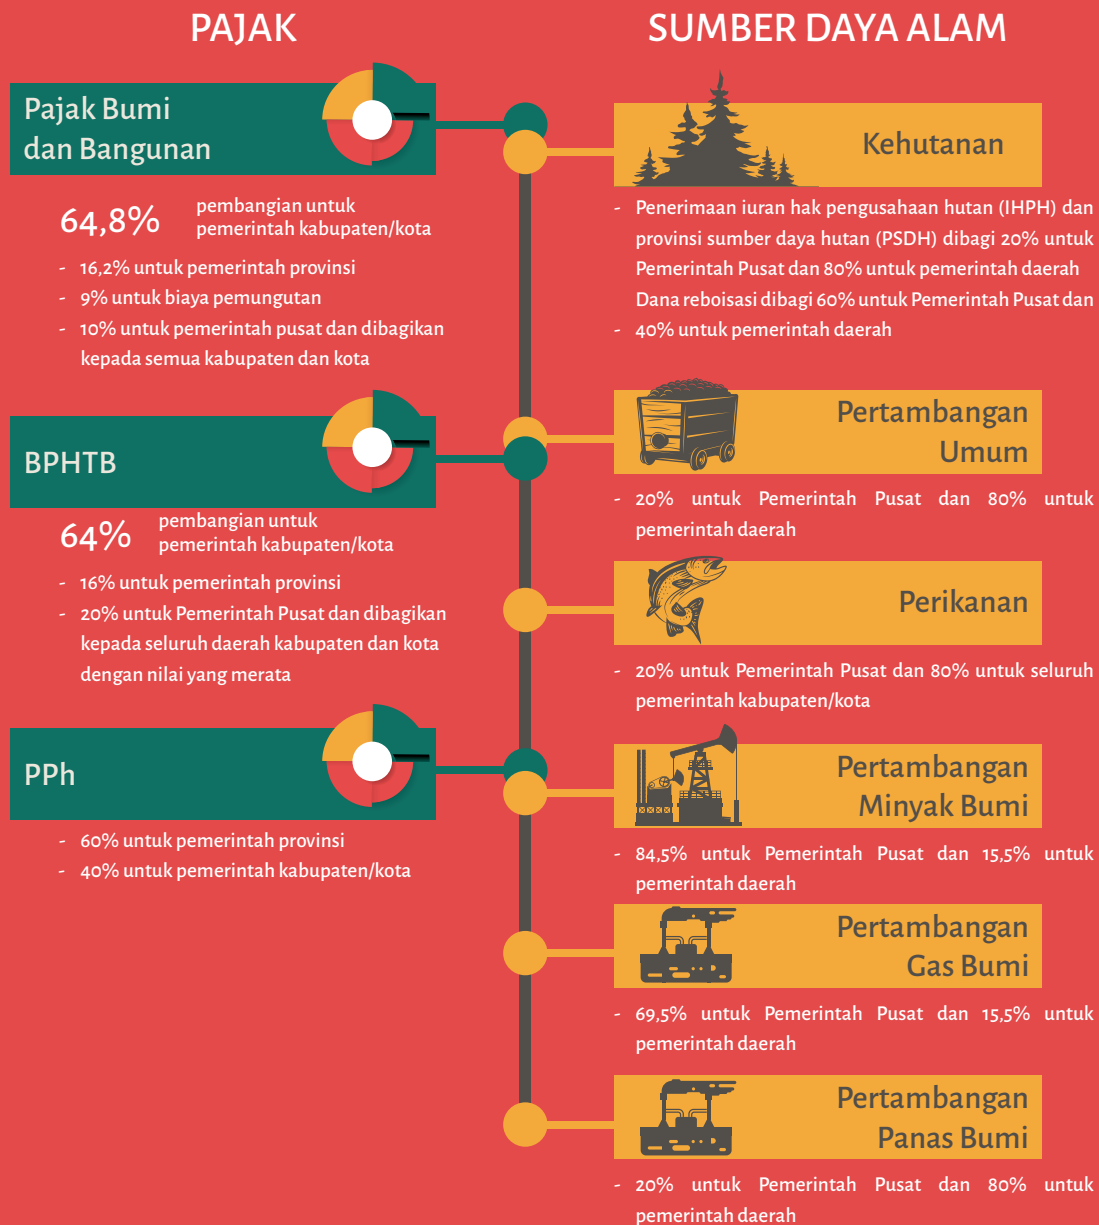 PAJAK
Pajak Bumi
dan Bangunan
64,8%
pembangian untuk
pemerintah kabupaten/kota
- 16,2% untuk pemerintah provinsi
- 9% untuk biaya pemungutan
- 10% untuk pemerintah pusat dan dibagikan
kepada semua kabupaten dan kota
BPHTB
64%
pembangian untuk
pemerintah kabupaten/kota
- 16% untuk pemerintah provinsi
- 20% untuk Pemerintah Pusat dan dibagikan
kepada seluruh daerah kabupaten dan kota
dengan nilai yang merata
PPh
- 60% untuk pemerintah provinsi
- 40% untuk pemerintah kabupaten/kota
SUMBER DAYA ALAM
Kehutanan
- Penerimaan iuran hak pengusahaan hutan (IHPH) dan
provinsi sumber daya hutan (PSDH) dibagi 20% untuk
Pemerintah Pusat dan 80% untuk pemerintah daerah
Dana reboisasi dibagi 60% untuk Pemerintah Pusat dan
- 40% untuk pemerintah daerah
Pertambangan
Umum
- 20% untuk Pemerintah Pusat dan 80% untuk
pemerintah daerah
Perikanan
- 20% untuk Pemerintah Pusat dan 80% untuk seluruh
pemerintah kabupaten/kota
Pertambangan
Minyak Bumi
- 84,5% untuk Pemerintah Pusat dan 15,5% untuk
pemerintah daerah
Pertambangan
Gas Bumi
- 69,5% untuk Pemerintah Pusat dan 15,5% untuk
pemerintah daerah
Pertambangan
Panas Bumi
- 20% untuk Pemerintah Pusat dan 80% untuk
pemerintah daerah